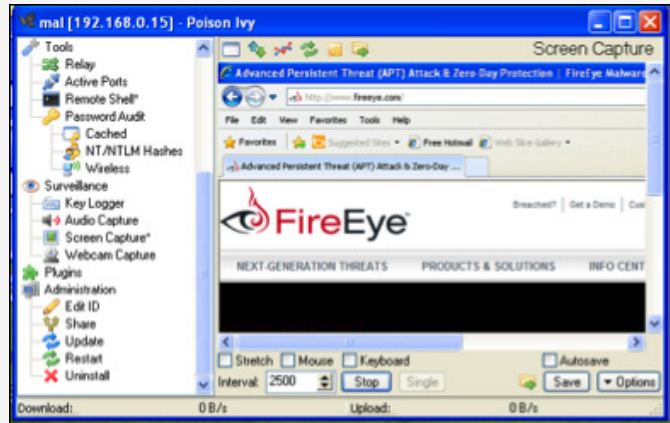 mal [192.168.0.15] - Poison Ivy
Tools
Relay
Active Ports
Remote Shell*
Password Audit
Cached
NT/NTLM Hashes
Wireless
Surveillance
Key Logger
Audio Capture
Screen Capture*
Webcam Capture
Plugins
Administration
Edit ID
Share
Update
Restart
Uninstall
Screen Capture
Advanced Persistent Threat (APT) Attack & Zero-Day Protection | FireEye Malware
http://www.fireeye.com/
File Edit View Favorites Tools Help
Favorites Suggested Sites Free Hotmail Web Slice Gallery
Advanced Persistent Threat (APT) Attack & Zero-Day ...
Breached? Get a Demo Cus
FireEye
NEXT-GENERATION THREATS PRODUCTS & SOLUTIONS INFO CENT
Stretch Mouse Keyboard Autosave
Interval: 2500 Stop Single Save Options
Download: 0 B/s Upload: 0 B/s